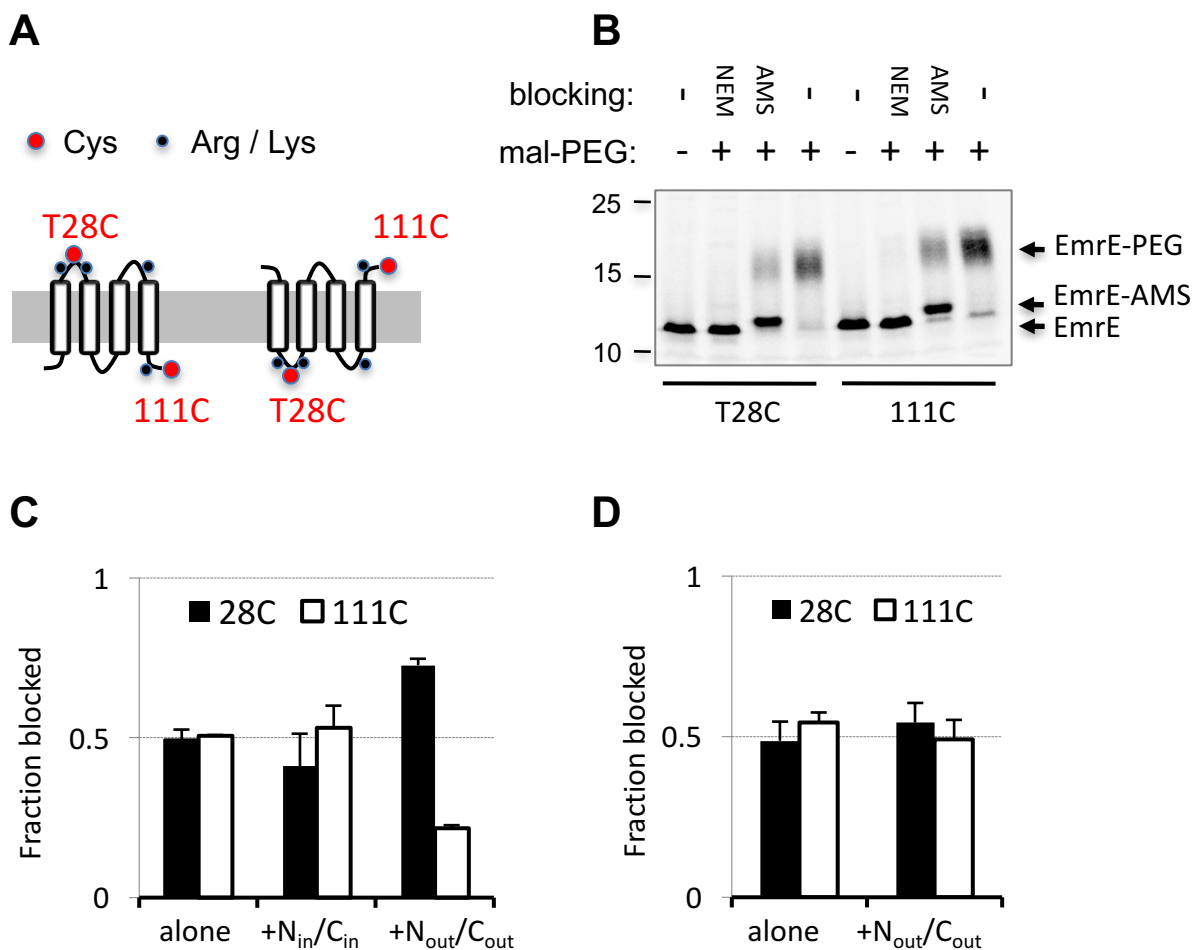 A
Cys Arg / Lys
T28C 111C
111C T28C
B
blocking: - NEM AMS - - NEM AMS -
mal-PEG: - + + + - + + +
25
15
10
EmrE-PEG
EmrE-AMS
EmrE
T28C 111C
C
Fraction blocked
1
0.5
0
28C 111C
alone +Nin/Cin +Nout/Cout
D
Fraction blocked
1
0.5
0
28C 111C
alone +Nout/Cout